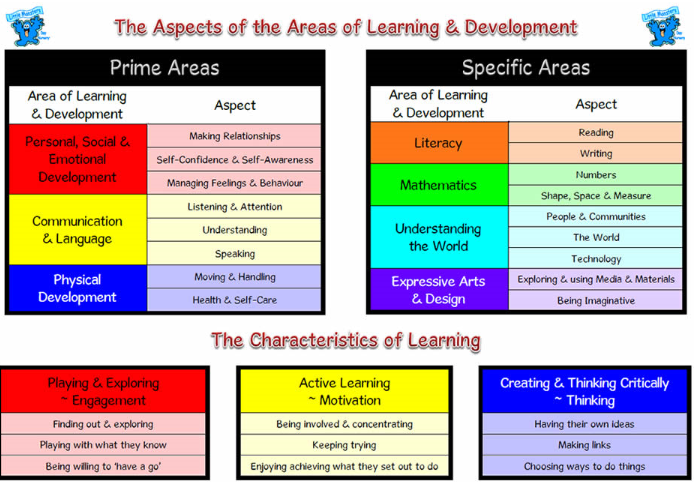 Little Monsters
The Aspects of the Areas of Learning & Development
Prime Areas
Area of Learning
& Development
Aspect
Personal, Social &
Emotional
Development
Making Relationships
Self-Confidence & Self-Awareness
Managing Feelings & Behaviour
Communication
& Language
Listening & Attention
Understanding
Speaking
Physical
Development
Moving & Handling
Health & Self-Care
Specific Areas
Area of Learning
& Development
Aspect
Literacy
Reading
Writing
Mathematics
Numbers
Shape, Space & Measure
Understanding
the World
People & Communities
The World
Technology
Expressive Arts
& Design
Exploring & using Media & Materials
Being Imaginative
The Characteristics of Learning
Playing & Exploring
~ Engagement
Finding out & exploring
Playing with what they know
Being willing to 'have a go'
Active Learning
~ Motivation
Being involved & concentrating
Keeping trying
Enjoying achieving what they set out to do
Creating & Thinking Critically
~ Thinking
Having their own ideas
Making links
Choosing ways to do things